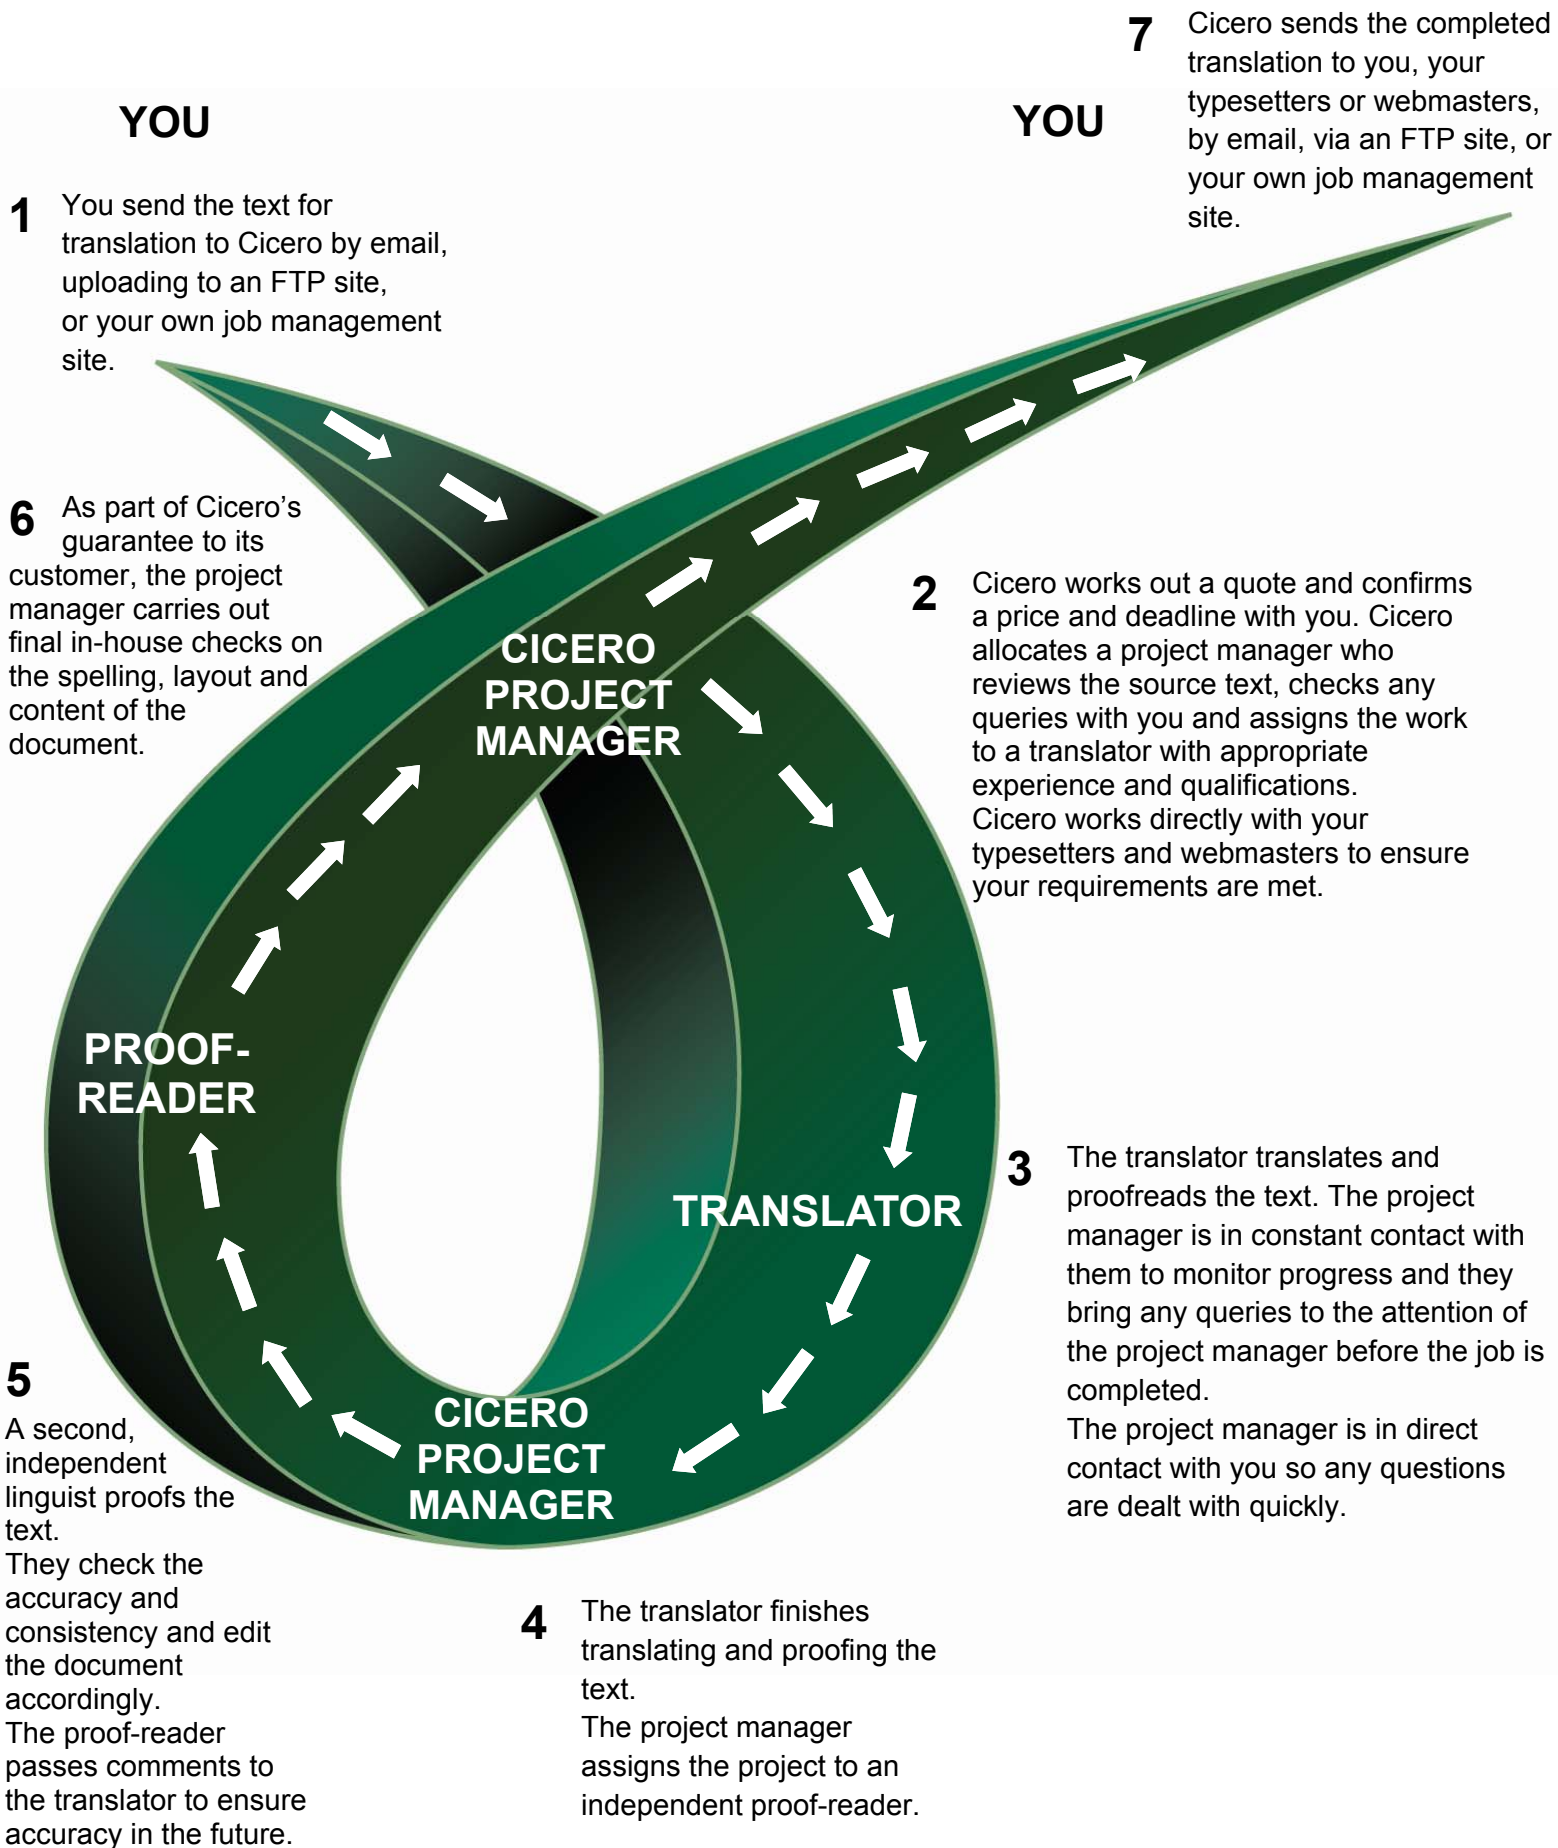 YOU
1
You send the text for
translation to Cicero by email,
uploading to an FTP site,
or your own job management
site.
2
Cicero works out a quote and confirms
a price and deadline with you. Cicero
allocates a project manager who
reviews the source text, checks any
queries with you and assigns the work
to a translator with appropriate
experience and qualifications.
Cicero works directly with your
typesetters and webmasters to ensure
your requirements are met.
CICERO
PROJECT
MANAGER
TRANSLATOR
3
The translator translates and
proofreads the text. The project
manager is in constant contact with
them to monitor progress and they
bring any queries to the attention of
the project manager before the job is
completed.
The project manager is in direct
contact with you so any questions
are dealt with quickly.
CICERO
PROJECT
MANAGER
4
The translator finishes
translating and proofing the
text.
The project manager
assigns the project to an
independent proof-reader.
PROOF-
READER
5
A second,
independent
linguist proofs the
text.
They check the
accuracy and
consistency and edit
the document
accordingly.
The proof-reader
passes comments to
the translator to ensure
accuracy in the future.
6
As part of Cicero’s
guarantee to its
customer, the project
manager carries out
final in-house checks on
the spelling, layout and
content of the
document.
YOU
7
Cicero sends the completed
translation to you, your
typesetters or webmasters,
by email, via an FTP site, or
your own job management
site.